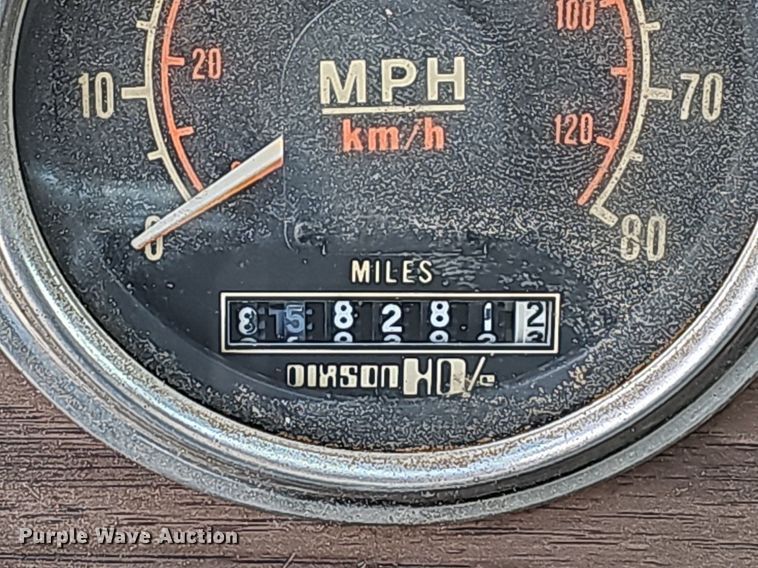 100
20
MPH
10
70
km/h
120
0
80
MILES
8 5 8 2 8 1 2
DIXSON HD/c
Purple Wave Auction